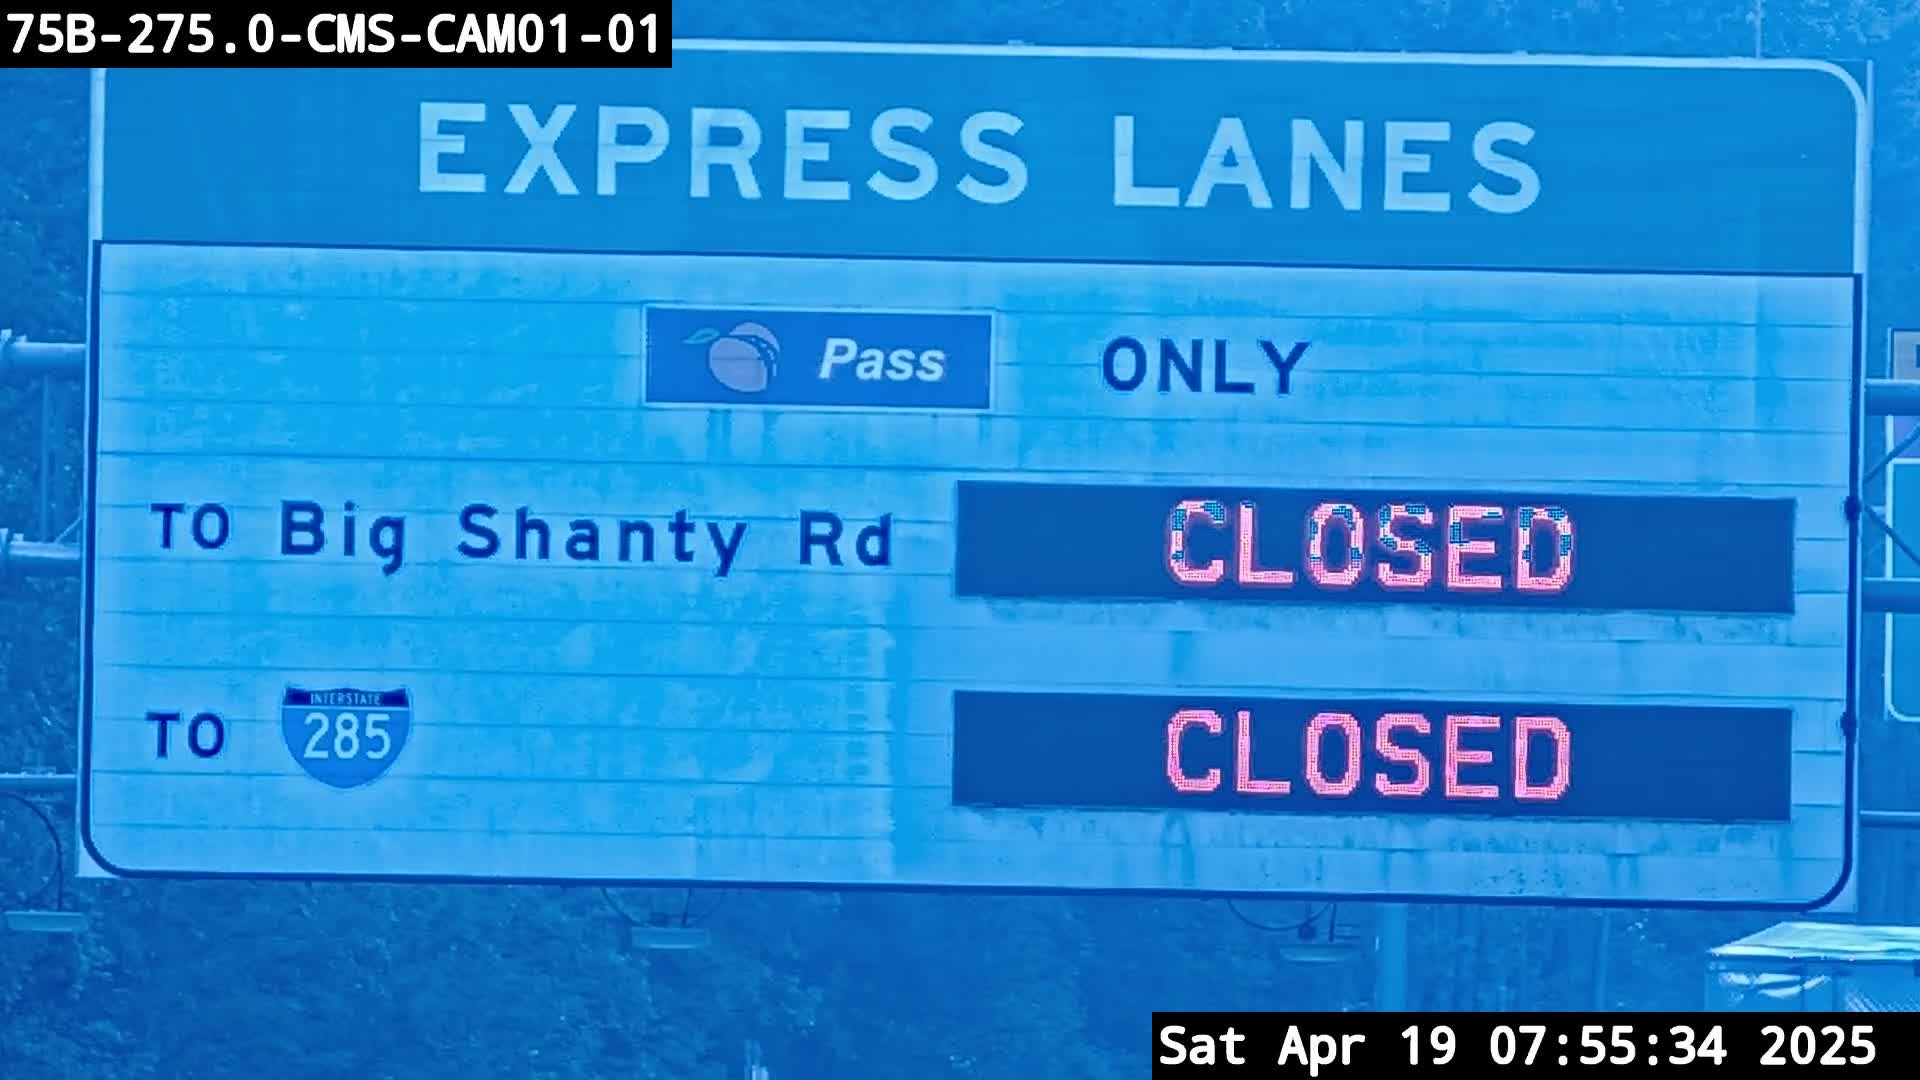 75B-275.0-CMS-CAM01-01
EXPRESS LANES
Pass ONLY
TO Big Shanty Rd CLOSED
TO INTERSTATE 285 CLOSED
Sat Apr 19 07:55:34 2025